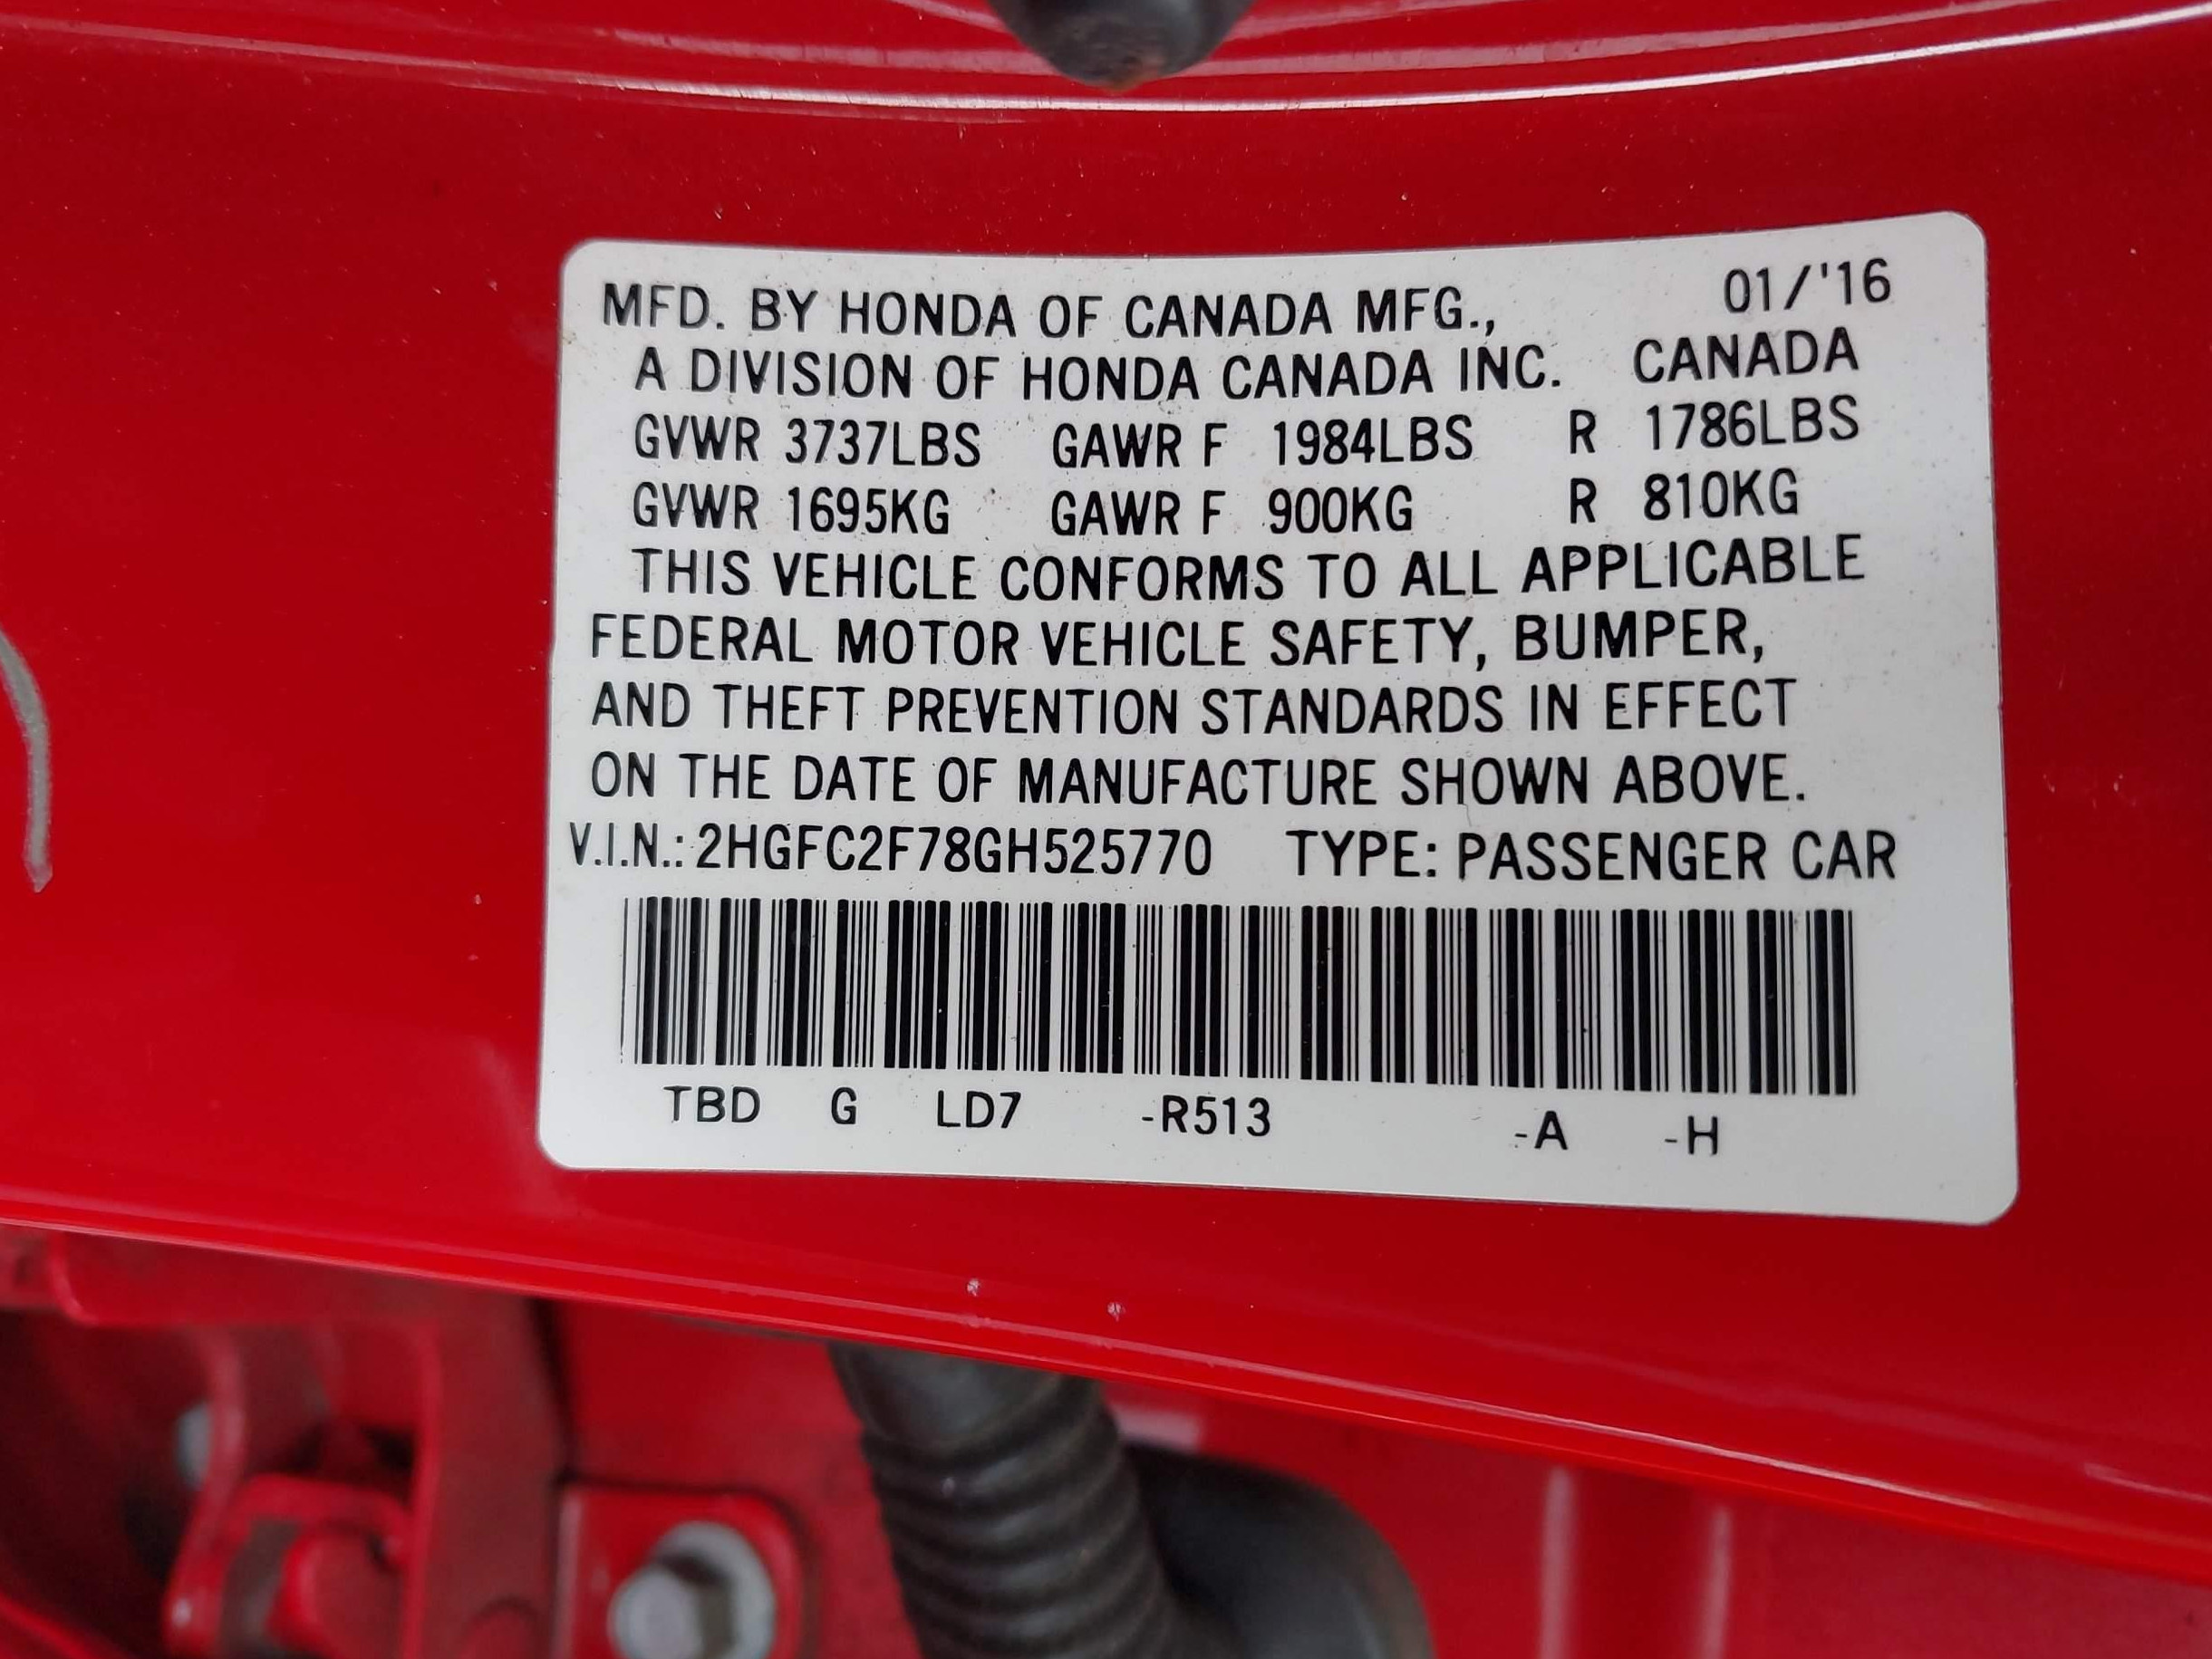 MFD. BY HONDA OF CANADA MFG., 01/'16
A DIVISION OF HONDA CANADA INC. CANADA
GVWR 3737LBS GAWR F 1984LBS R 1786LBS
GVWR 1695KG GAWR F 900KG R 810KG
THIS VEHICLE CONFORMS TO ALL APPLICABLE
FEDERAL MOTOR VEHICLE SAFETY, BUMPER,
AND THEFT PREVENTION STANDARDS IN EFFECT
ON THE DATE OF MANUFACTURE SHOWN ABOVE.
V.I.N.: 2HGFC2F78GH525770 TYPE: PASSENGER CAR
TBD G LD7 -R513 -A -H